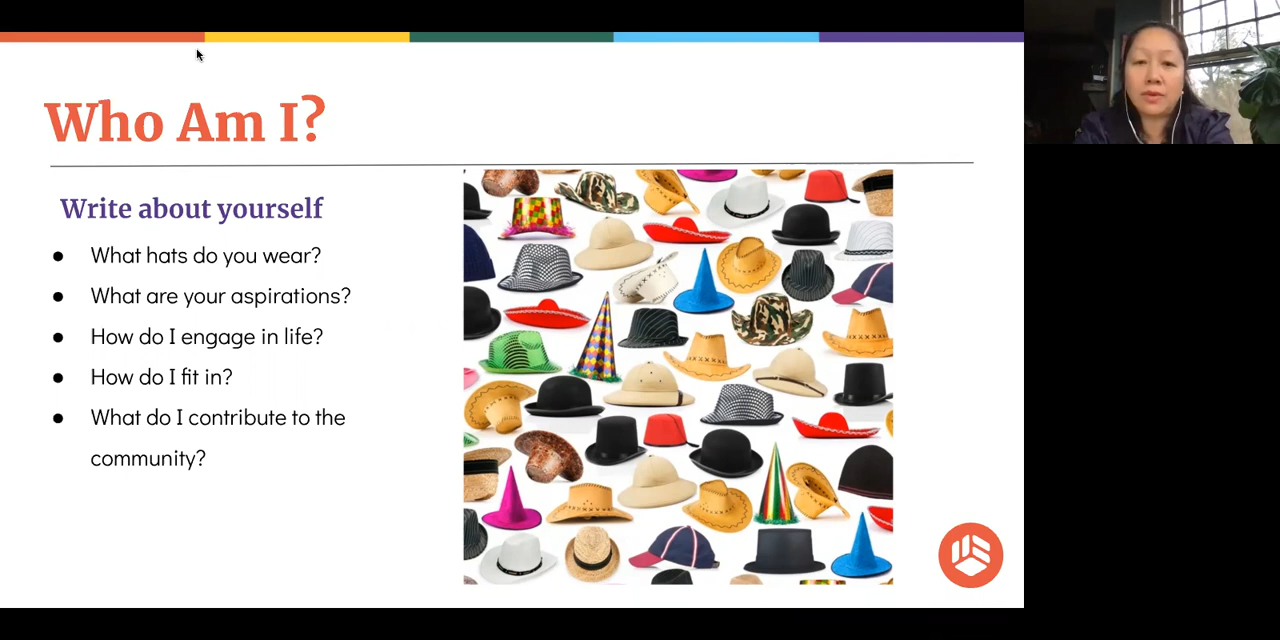 Who Am I?
Write about yourself
● What hats do you wear?
● What are your aspirations?
● How do I engage in life?
● How do I fit in?
● What do I contribute to the
community?